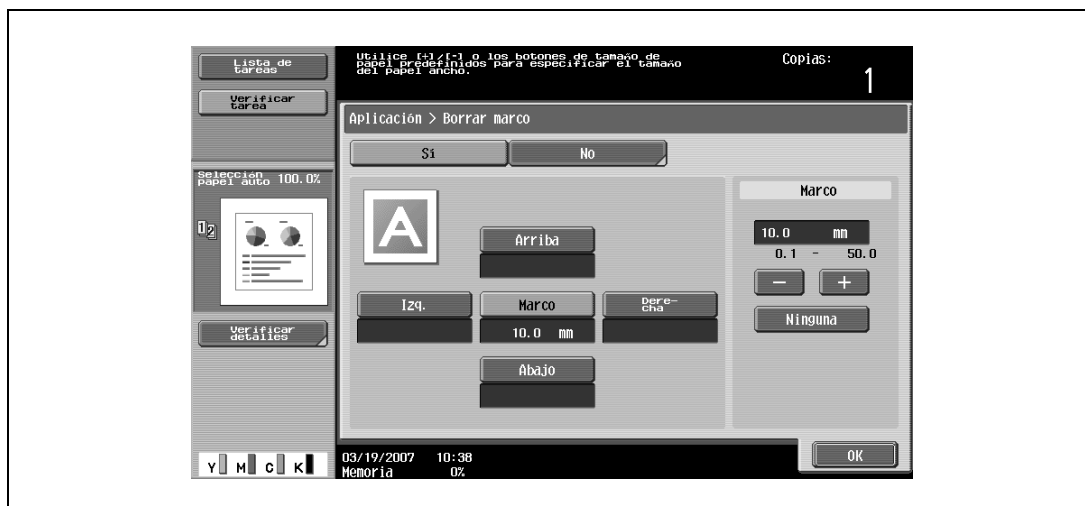 Lista de
tareas
Verificar
tarea
Utilice [+]/[-] o los botones de tamaño de
papel predefinidos para especificar el tamaño
del papel ancho.
Copias:
1
Aplicación > Borrar marco
Sí
No
Selección
papel auto 100.0%
1 2
A
Arriba
Izq.
Marco
10.0 mm
Dere-
cha
Abajo
Marco
10.0 mm
0.1 - 50.0
− +
Ninguna
Verificar
detalles
Y M C K
03/19/2007 10:38
Memoria 0%
OK